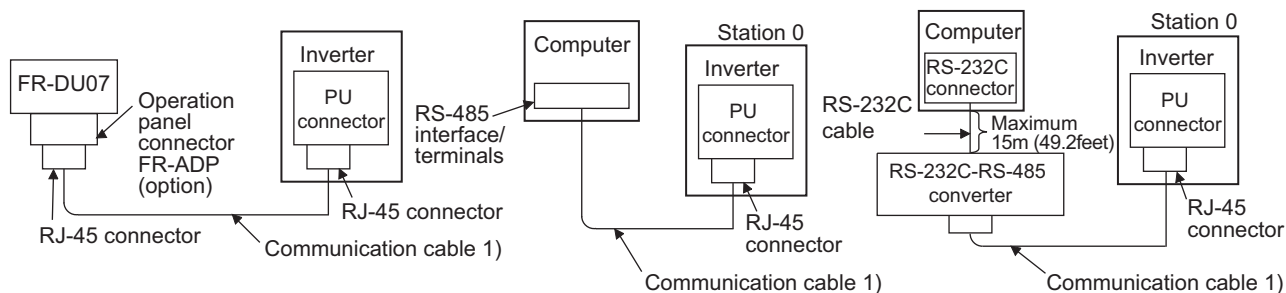 FR-DU07
Operation
panel
connector
FR-ADP
(option)
RJ-45 connector
Inverter
PU
connector
RJ-45 connector
Communication cable 1)
Computer
RS-485
interface/
terminals
Station 0
Inverter
PU
connector
RJ-45
connector
Communication cable 1)
Computer
RS-232C
connector
RS-232C
cable
Maximum
15m (49.2feet)
RS-232C-RS-485
converter
Station 0
Inverter
PU
connector
RJ-45
connector
Communication cable 1)